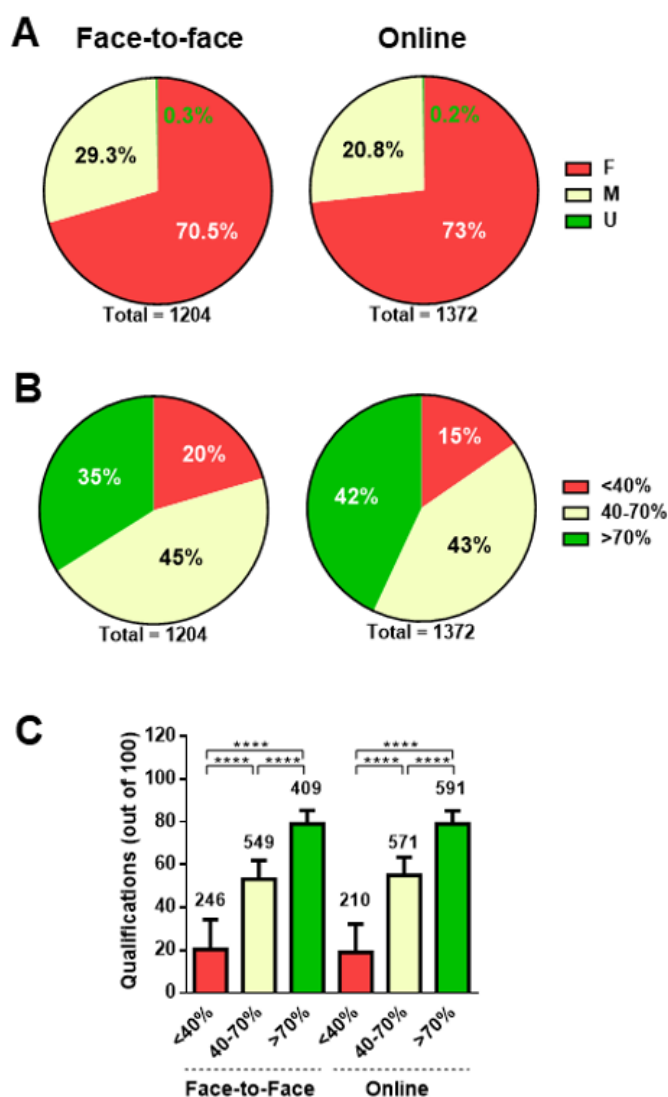 A
Face-to-face
Online
0.3%
29.3%
70.5%
Total = 1204
0.2%
20.8%
73%
Total = 1372
F
M
U
B
35%
20%
45%
Total = 1204
42%
15%
43%
Total = 1372
<40%
40-70%
>70%
C
Qualifications (out of 100)
120
100
80
60
40
20
0
****
**** ****
****
**** ****
246
549
409
210
571
591
<40%
40-70%
>70%
<40%
40-70%
>70%
Face-to-Face
Online